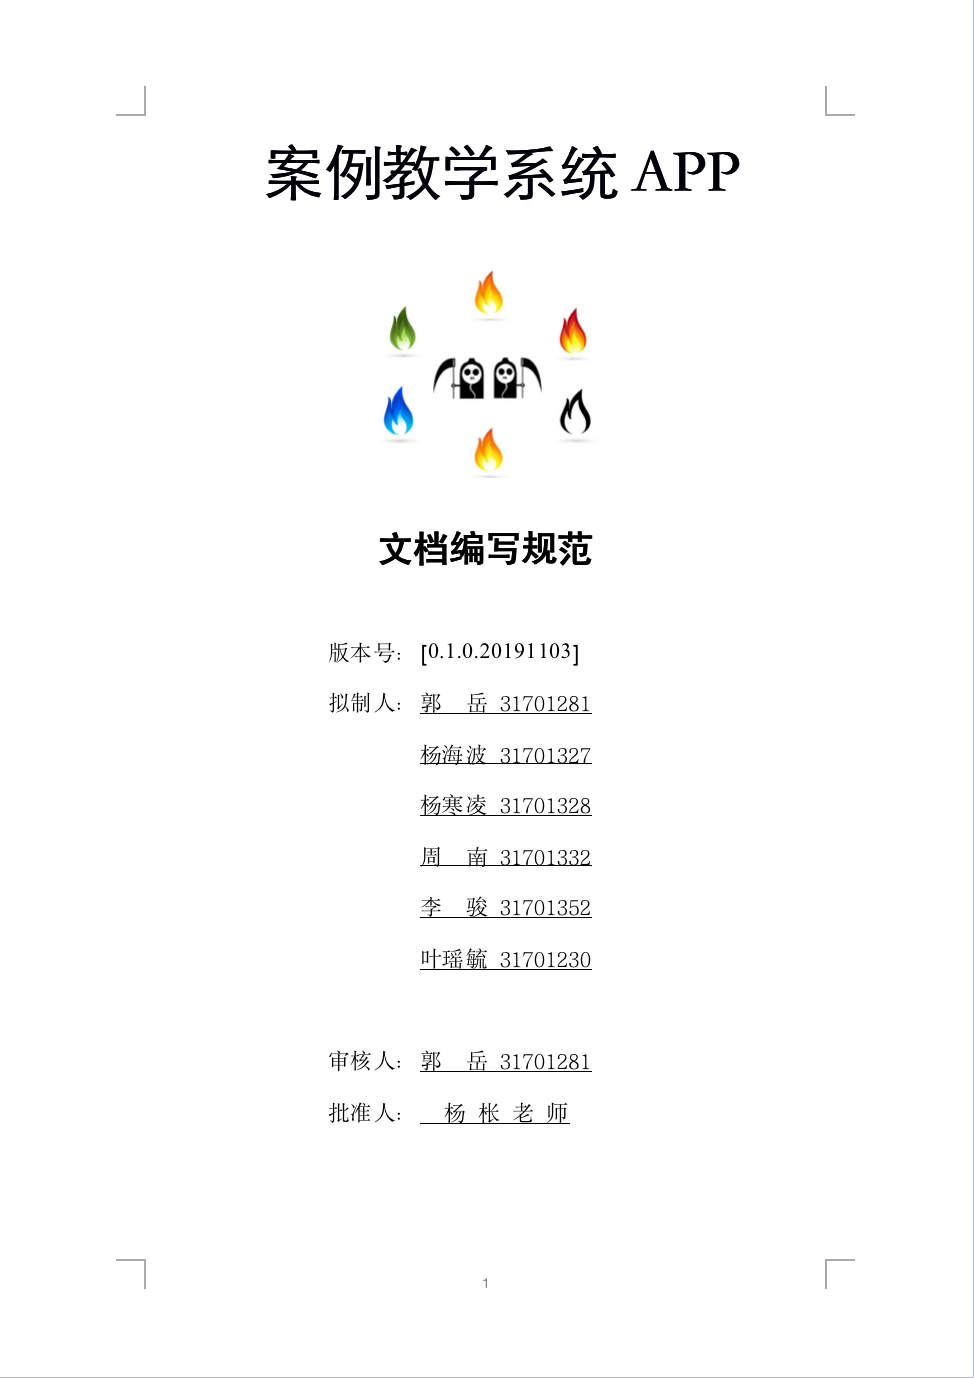 案例教学系统 APP
文档编写规范
版本号： [0.1.0.20191103]
拟制人： 郭　岳 31701281
杨海波 31701327
杨寒凌 31701328
周　南 31701332
李　骏 31701352
叶瑶毓 31701230
审核人： 郭　岳 31701281
批准人： 杨 枨 老 师
1